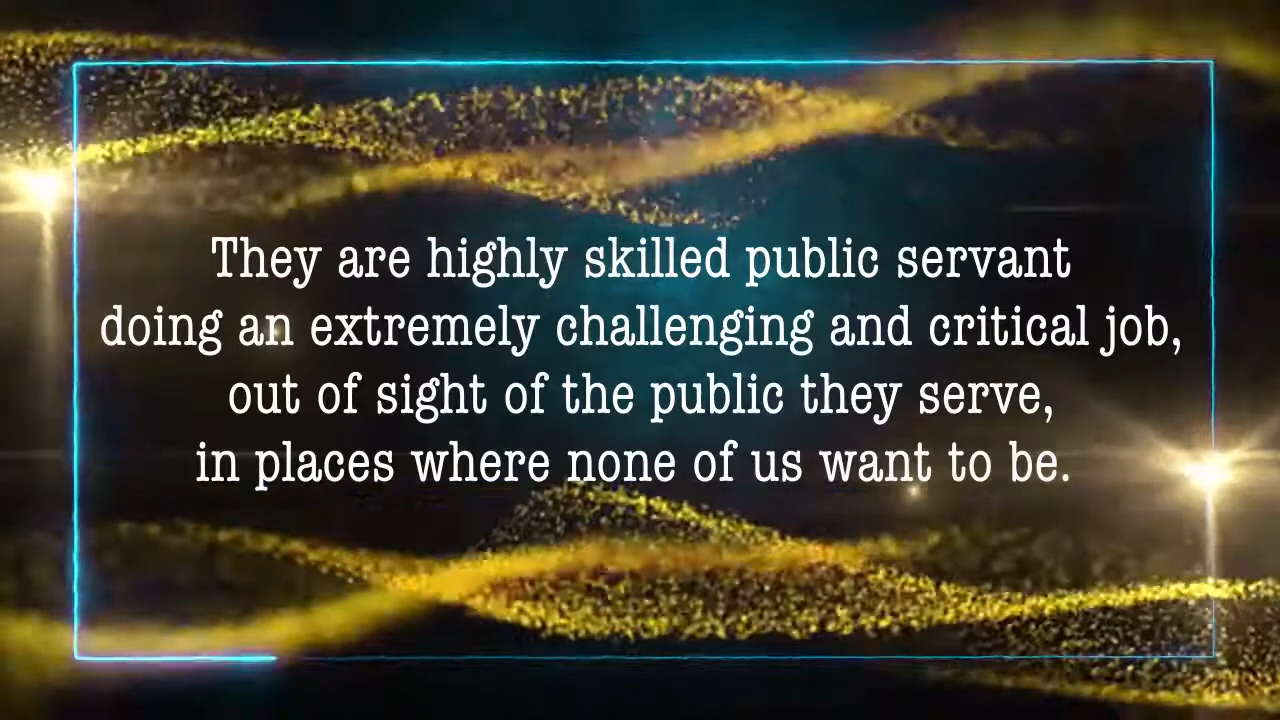 They are highly skilled public servant
doing an extremely challenging and critical job,
out of sight of the public they serve,
in places where none of us want to be.